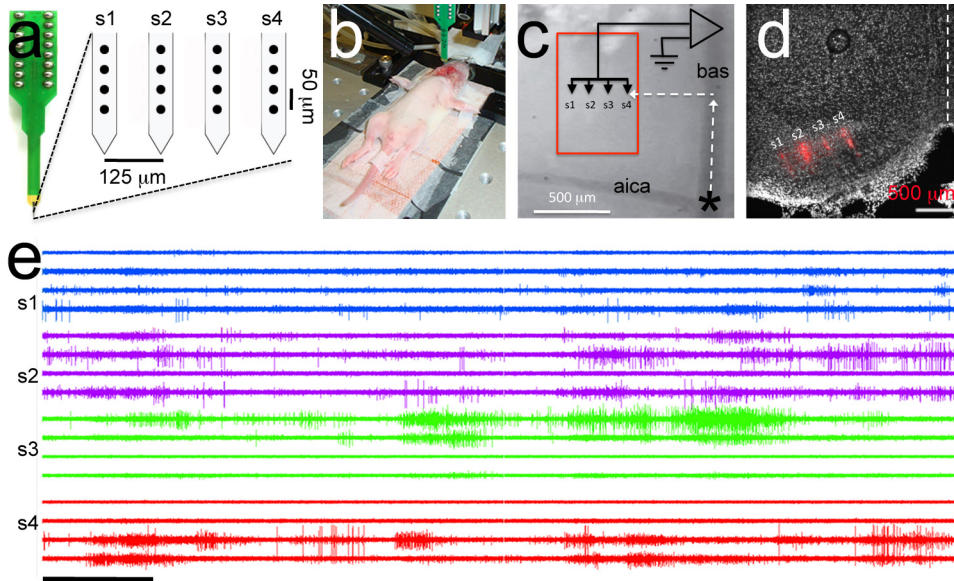 a
s1 s2 s3 s4
50 μm
125 μm
b
c
bas
s1 s2 s3 s4
aica
*
500 μm
d
s1 s2 s3 s4
500 μm
e
s1
s2
s3
s4